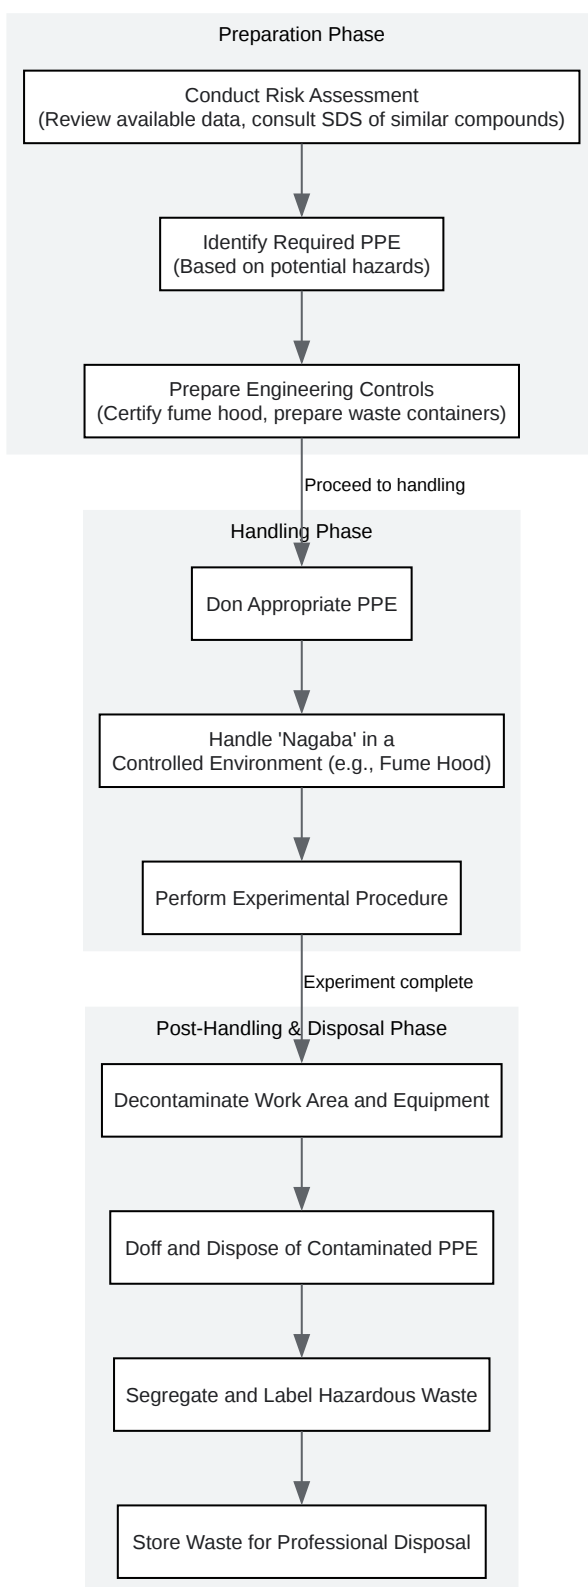 Preparation Phase
Conduct Risk Assessment
(Review available data, consult SDS of similar compounds)
Identify Required PPE
(Based on potential hazards)
Prepare Engineering Controls
(Certify fume hood, prepare waste containers)
Proceed to handling
Handling Phase
Don Appropriate PPE
Handle 'Nagaba' in a
Controlled Environment (e.g., Fume Hood)
Perform Experimental Procedure
Experiment complete
Post-Handling & Disposal Phase
Decontaminate Work Area and Equipment
Doff and Dispose of Contaminated PPE
Segregate and Label Hazardous Waste
Store Waste for Professional Disposal